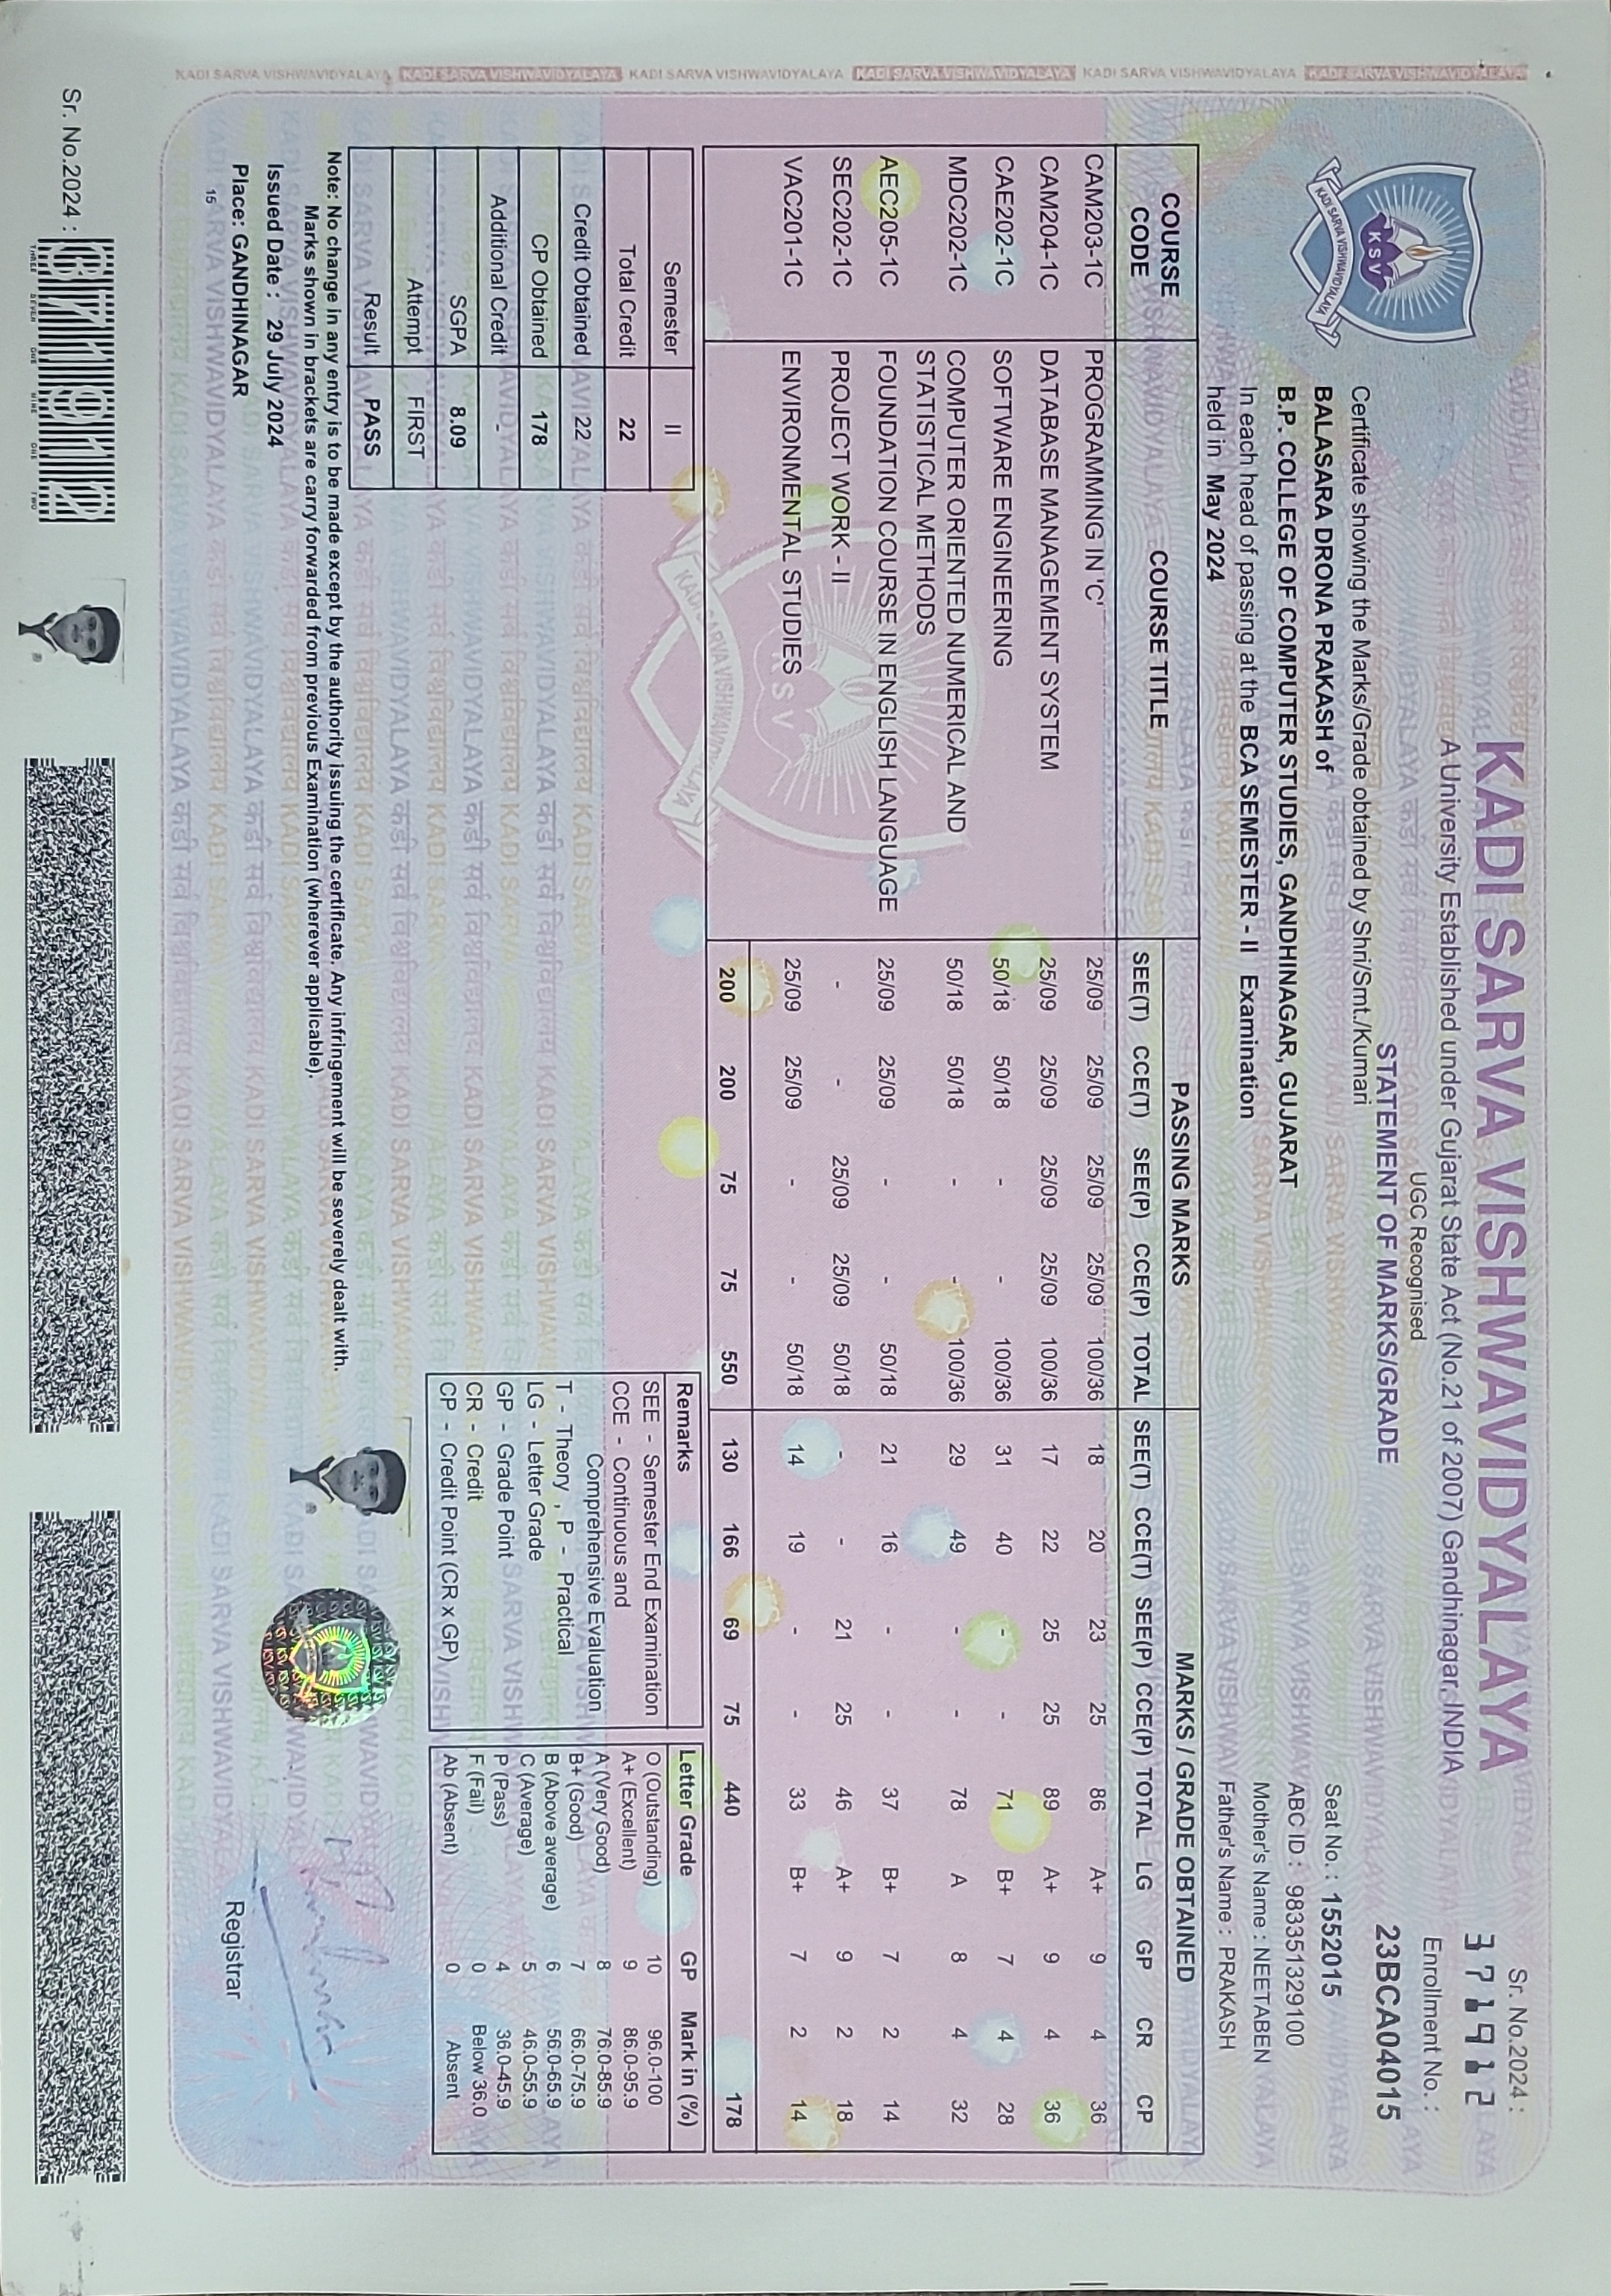 KADI SARVA VISHWAVIDYALAYA
A University Established under Gujarat State Act (No.21 of 2007) Gandhinagar, INDIA
UGC Recognised
STATEMENT OF MARKS/GRADE
Sr. No.2024 :
371912
Enrollment No. :
23BCA04015
KSV
KADI SARVA VISHWAVIDYALAYA
Certificate showing the Marks/Grade obtained by Shri/Smt./Kumari
BALASARA DRONA PRAKASH of
B.P. COLLEGE OF COMPUTER STUDIES, GANDHINAGAR, GUJARAT
In each head of passing at the BCA SEMESTER - II Examination
held in May 2024
Seat No. : 1552015
ABC ID : 983351329100
Mother's Name : NEETABEN
Father's Name : PRAKASH
COURSE CODE COURSE TITLE PASSING MARKS MARKS / GRADE OBTAINED
SEE(T) CCE(T) SEE(P) CCE(P) TOTAL SEE(T) CCE(T) SEE(P) CCE(P) TOTAL LG GP CR CP
CAM203-1C PROGRAMMING IN 'C' 25/09 25/09 25/09 25/09 100/36 18 20 23 25 86 A+ 9 4 36
CAM204-1C DATABASE MANAGEMENT SYSTEM 25/09 25/09 25/09 25/09 100/36 17 22 25 25 89 A+ 9 4 36
CAE202-1C SOFTWARE ENGINEERING 50/18 50/18 - - 100/36 31 40 - - 71 B+ 7 4 28
MDC202-1C COMPUTER ORIENTED NUMERICAL AND 50/18 50/18 - - 100/36 29 49 - - 78 A 8 4 32
STATISTICAL METHODS
AEC205-1C FOUNDATION COURSE IN ENGLISH LANGUAGE 25/09 25/09 - - 50/18 21 16 - - 37 B+ 7 2 14
SEC202-1C PROJECT WORK - II - - 25/09 25/09 50/18 - - 21 25 46 A+ 9 2 18
VAC201-1C ENVIRONMENTAL STUDIES 25/09 25/09 - - 50/18 14 19 - - 33 B+ 7 2 14
200 200 75 75 550 130 166 69 75 440 178
Semester II
Total Credit 22
Credit Obtained 22
CP Obtained 178
Additional Credit -
SGPA 8.09
Attempt FIRST
Result PASS
Remarks
SEE - Semester End Examination
CCE - Continuous and
Comprehensive Evaluation
T - Theory , P - Practical
LG - Letter Grade
GP - Grade Point
CR - Credit
CP - Credit Point (CR x GP)
Letter Grade GP Mark in (%)
O (Outstanding) 10 96.0-100
A+ (Excellent) 9 86.0-95.9
A (Very Good) 8 76.0-85.9
B+ (Good) 7 66.0-75.9
B (Above average) 6 56.0-65.9
C (Average) 5 46.0-55.9
P (Pass) 4 36.0-45.9
F (Fail) 0 Below 36.0
Ab (Absent) 0 Absent
Note: No change in any entry is to be made except by the authority issuing the certificate. Any infringement will be severely dealt with.
Marks shown in brackets are carry forwarded from previous Examination (wherever applicable).
Issued Date : 29 July 2024
Place: GANDHINAGAR
15
Registrar
Sr. No.2024 : 371912
THREE SEVEN ONE NINE ONE TWO